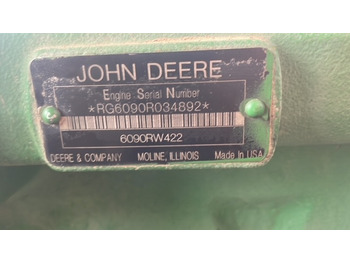 JOHN DEERE
Engine Serial Number
*RG6090R034892*
6090RW422
DEERE & COMPANY MOLINE, ILLINOIS Made In USA